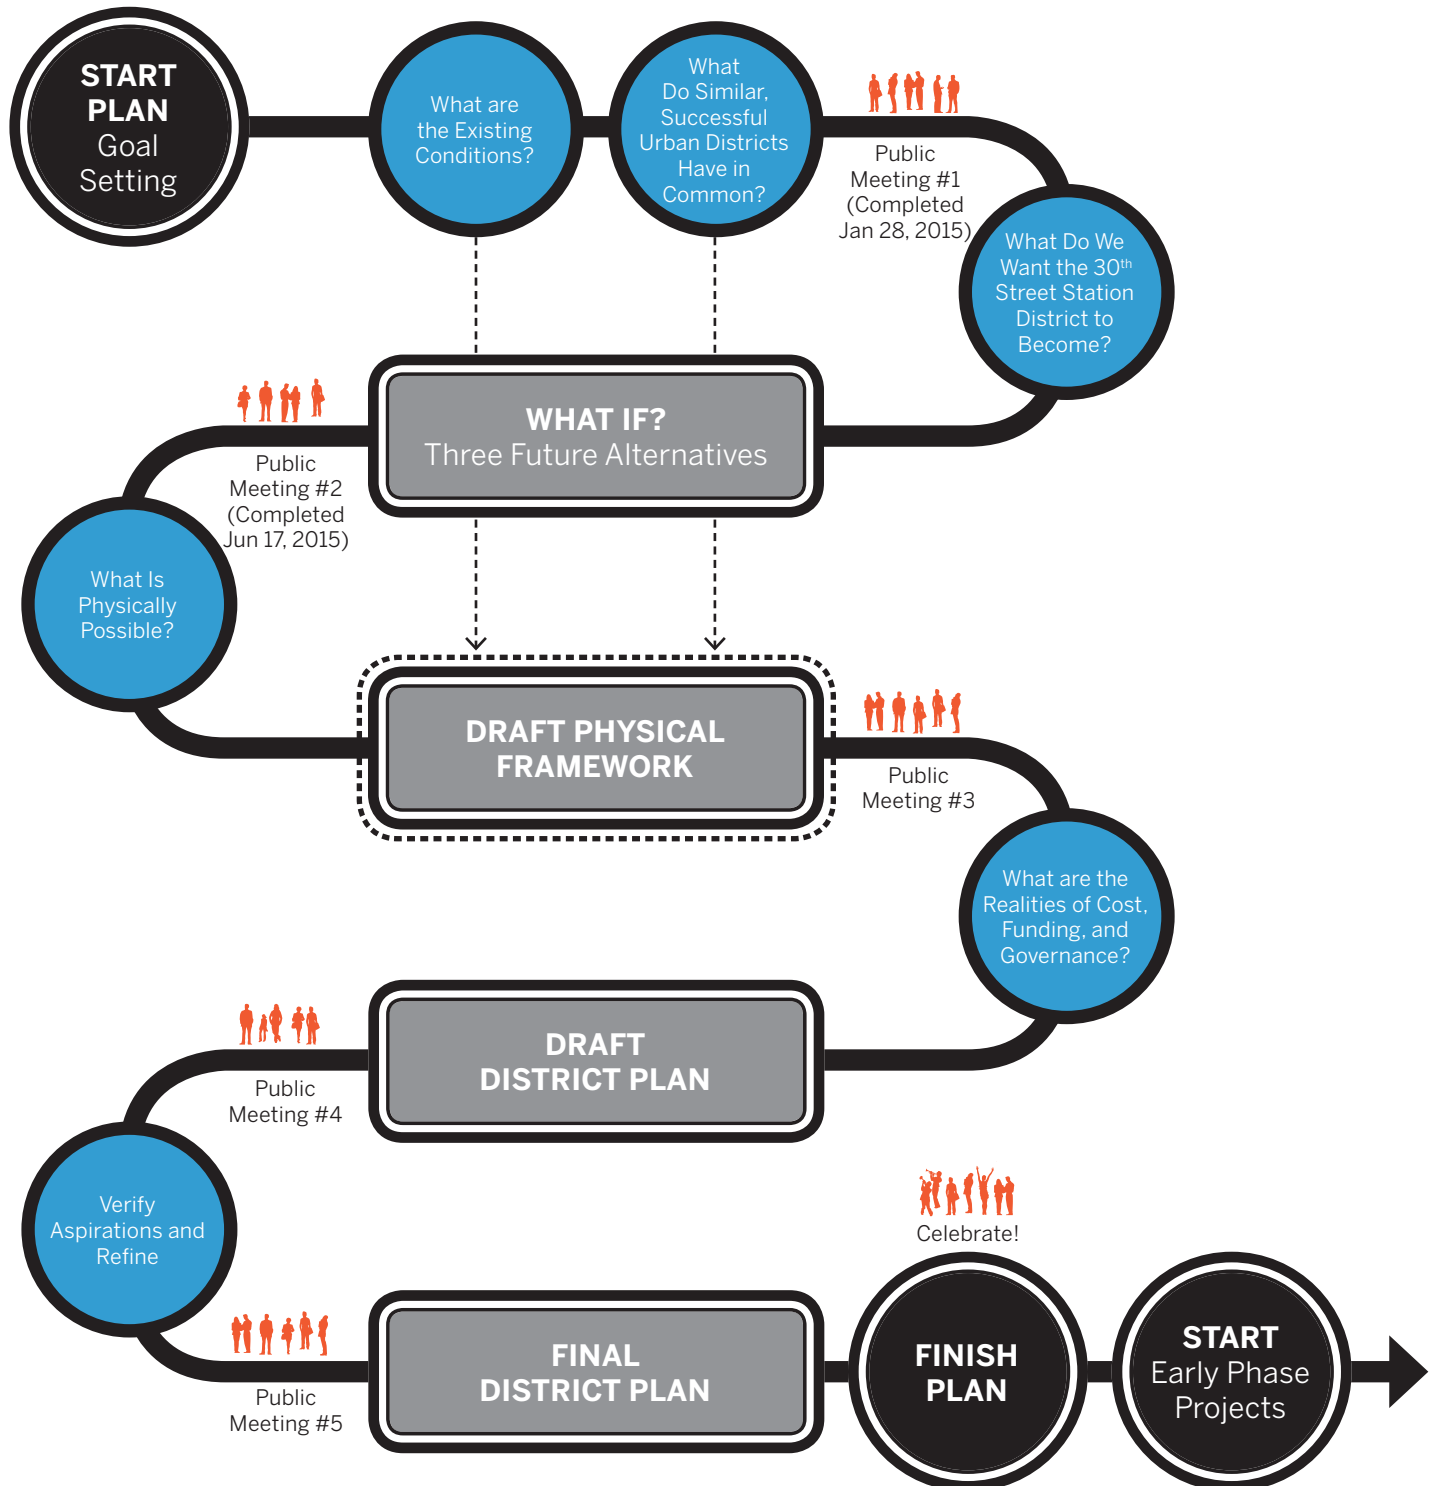 START
PLAN
Goal
Setting
What are
the Existing
Conditions?
What
Do Similar,
Successful
Urban Districts
Have in
Common?
Public
Meeting #1
(Completed
Jan 28, 2015)
What Do We
Want the 30th
Street Station
District to
Become?
WHAT IF?
Three Future Alternatives
Public
Meeting #2
(Completed
Jun 17, 2015)
What Is
Physically
Possible?
DRAFT PHYSICAL
FRAMEWORK
Public
Meeting #3
What are the
Realities of Cost,
Funding, and
Governance?
DRAFT
DISTRICT PLAN
Public
Meeting #4
Verify
Aspirations and
Refine
Public
Meeting #5
FINAL
DISTRICT PLAN
Celebrate!
FINISH
PLAN
START
Early Phase
Projects